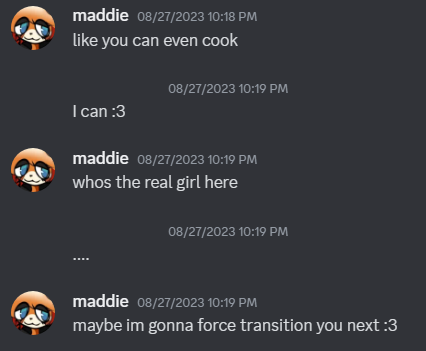 maddie 08/27/2023 10:18 PM
like you can even cook
08/27/2023 10:19 PM
I can :3
maddie 08/27/2023 10:19 PM
whos the real girl here
08/27/2023 10:19 PM
....
maddie 08/27/2023 10:19 PM
maybe im gonna force transition you next :3